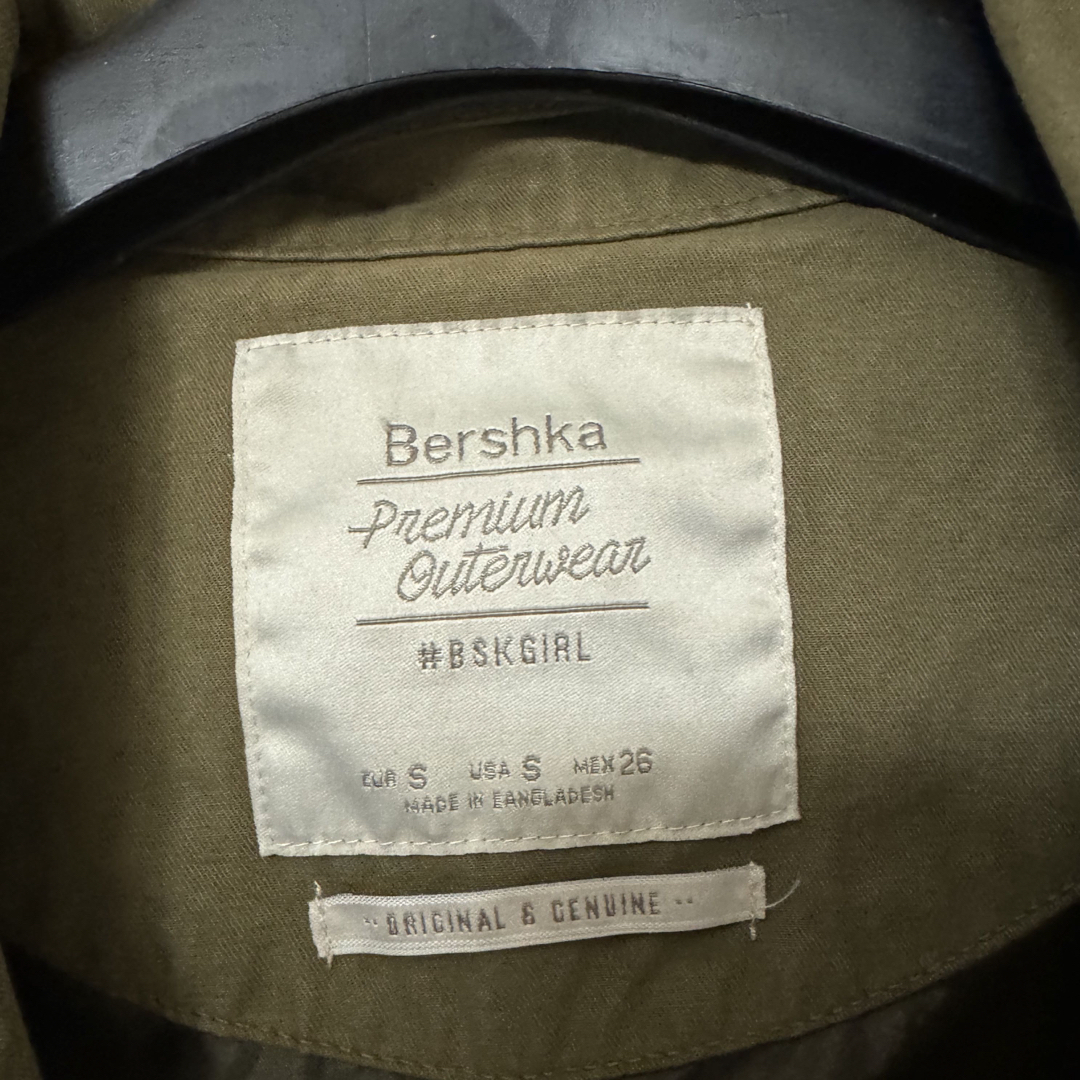 Bershka
Premium
Outerwear
#BSKGIRL
EUR S USA S MEX 26
MADE IN BANGLADESH
"ORIGINAL & GENUINE"